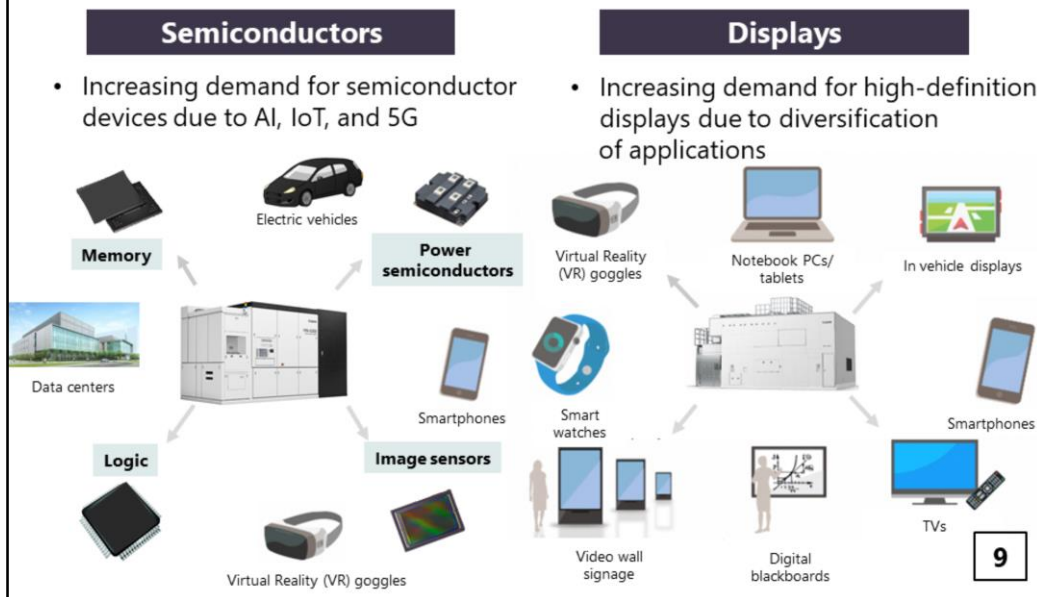 Semiconductors
• Increasing demand for semiconductor
devices due to AI, IoT, and 5G
Memory
Electric vehicles
Power
semiconductors
Data centers
Smartphones
Logic
Image sensors
Virtual Reality (VR) goggles
Displays
• Increasing demand for high-definition
displays due to diversification
of applications
Virtual Reality
(VR) goggles
Notebook PCs/
tablets
In vehicle displays
Smart
watches
Smartphones
Video wall
signage
Digital
blackboards
TVs
9